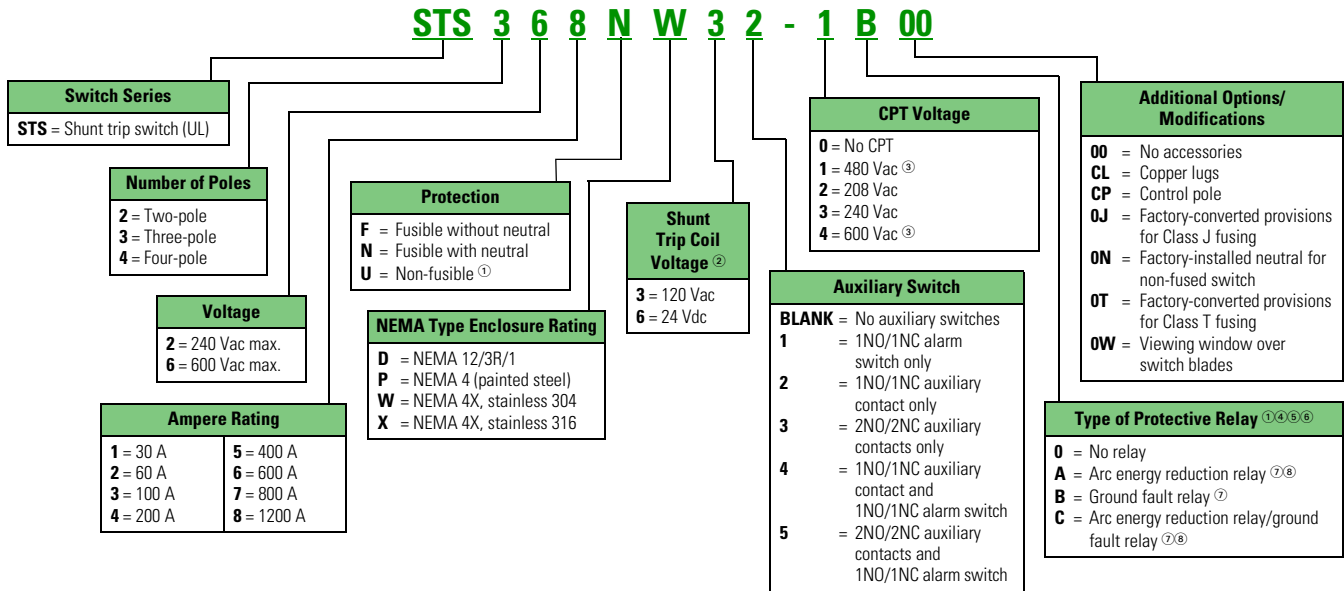 STS 3 6 8 N W 3 2 - 1 B 00
Switch Series
STS = Shunt trip switch (UL)
Number of Poles
2 = Two-pole
3 = Three-pole
4 = Four-pole
Voltage
2 = 240 Vac max.
6 = 600 Vac max.
Ampere Rating
1 = 30 A
2 = 60 A
3 = 100 A
4 = 200 A
5 = 400 A
6 = 600 A
7 = 800 A
8 = 1200 A
Protection
F = Fusible without neutral
N = Fusible with neutral
U = Non-fusible ①
NEMA Type Enclosure Rating
D = NEMA 12/3R/1
P = NEMA 4 (painted steel)
W = NEMA 4X, stainless 304
X = NEMA 4X, stainless 316
Shunt
Trip Coil
Voltage ②
3 = 120 Vac
6 = 24 Vdc
Auxiliary Switch
BLANK = No auxiliary switches
1 = 1NO/1NC alarm
switch only
2 = 1NO/1NC auxiliary
contact only
3 = 2NO/2NC auxiliary
contacts only
4 = 1NO/1NC auxiliary
contact and
1NO/1NC alarm switch
5 = 2NO/2NC auxiliary
contacts and
1NO/1NC alarm switch
CPT Voltage
0 = No CPT
1 = 480 Vac ③
2 = 208 Vac
3 = 240 Vac
4 = 600 Vac ③
Type of Protective Relay ①④⑤⑥
0 = No relay
A = Arc energy reduction relay ⑦⑧
B = Ground fault relay ⑦
C = Arc energy reduction relay/ground
fault relay ⑦⑧
Additional Options/
Modifications
00 = No accessories
CL = Copper lugs
CP = Control pole
0J = Factory-converted provisions
for Class J fusing
0N = Factory-installed neutral for
non-fused switch
0T = Factory-converted provisions
for Class T fusing
0W = Viewing window over
switch blades